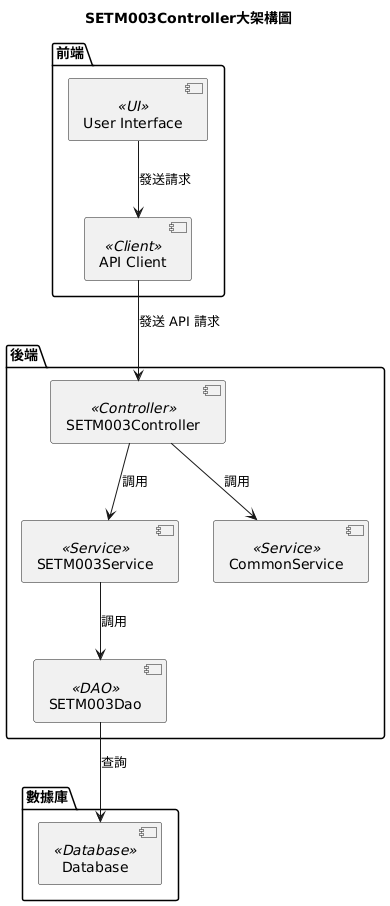 SETM003Controller大架構圖
前端
«UI»
User Interface
發送請求
«Client»
API Client
發送 API 請求
後端
«Controller»
SETM003Controller
調用
調用
«Service»
SETM003Service
«Service»
CommonService
調用
«DAO»
SETM003Dao
查詢
數據庫
«Database»
Database